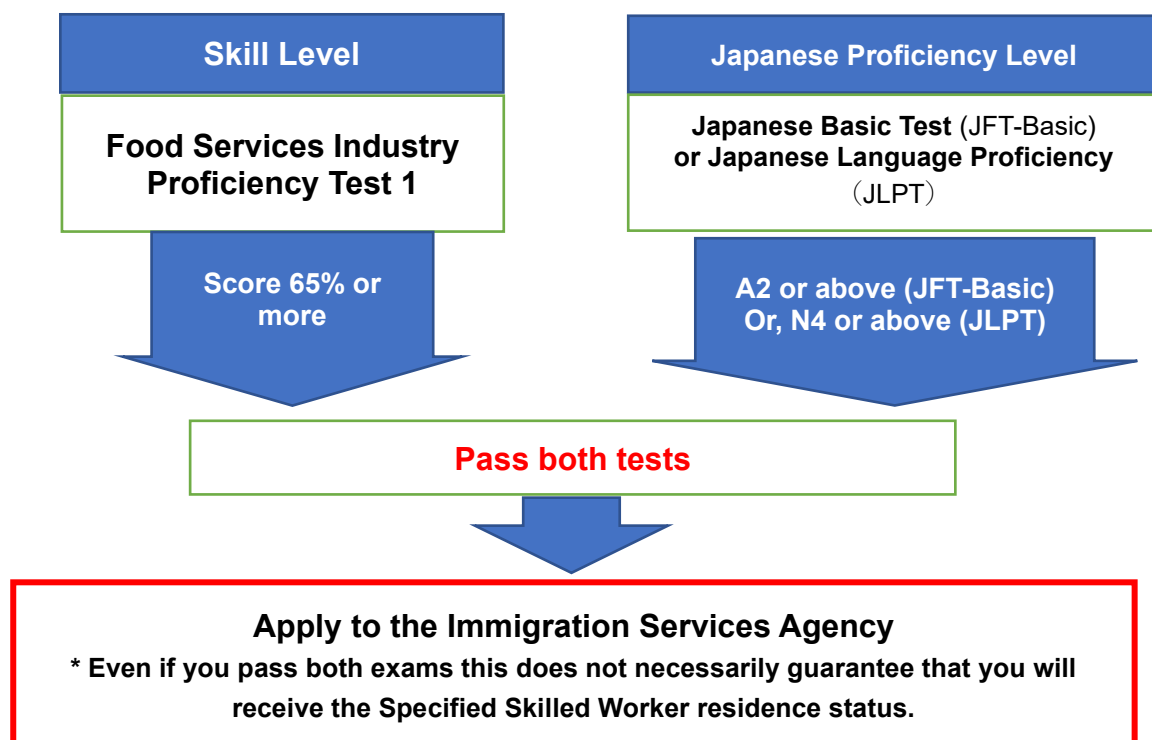 Skill Level
Food Services Industry
Proficiency Test 1
Score 65% or
more
Japanese Proficiency Level
Japanese Basic Test (JFT-Basic)
or Japanese Language Proficiency
（JLPT）
A2 or above (JFT-Basic)
Or, N4 or above (JLPT)
Pass both tests
Apply to the Immigration Services Agency
* Even if you pass both exams this does not necessarily guarantee that you will
receive the Specified Skilled Worker residence status.